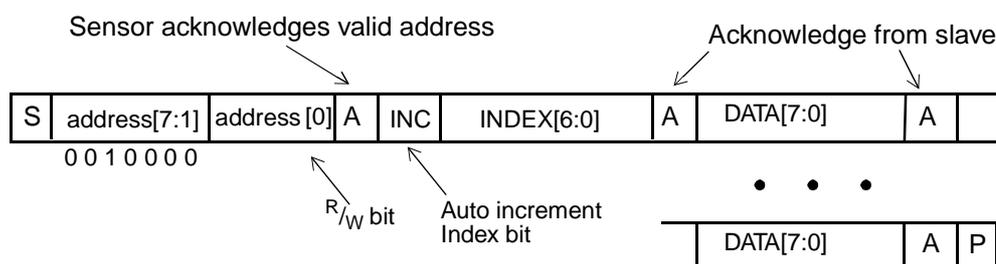 Sensor acknowledges valid address
Acknowledge from slave
S address[7:1] address [0] A INC INDEX[6:0] A DATA[7:0] A
0 0 1 0 0 0 0
R/W bit
Auto increment
Index bit
DATA[7:0] A P